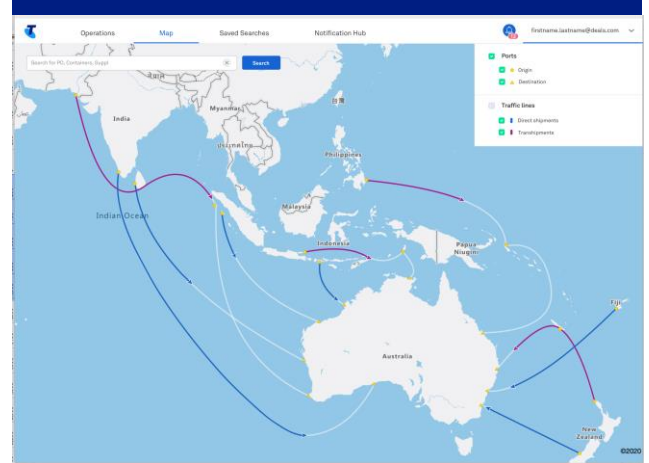 Operations Map Saved Searches Notification Hub firstname.lastname@deals.com
Search for PO, Containers, Suppl
Search
Ports
Origin
Destination
Traffic lines
Direct shipments
Transhipments
India
Myanmar
Philippines
Malaysia
Indian Ocean
Indonesia
Papua
Niugini
Fiji
Australia
New
Zealand
©2020